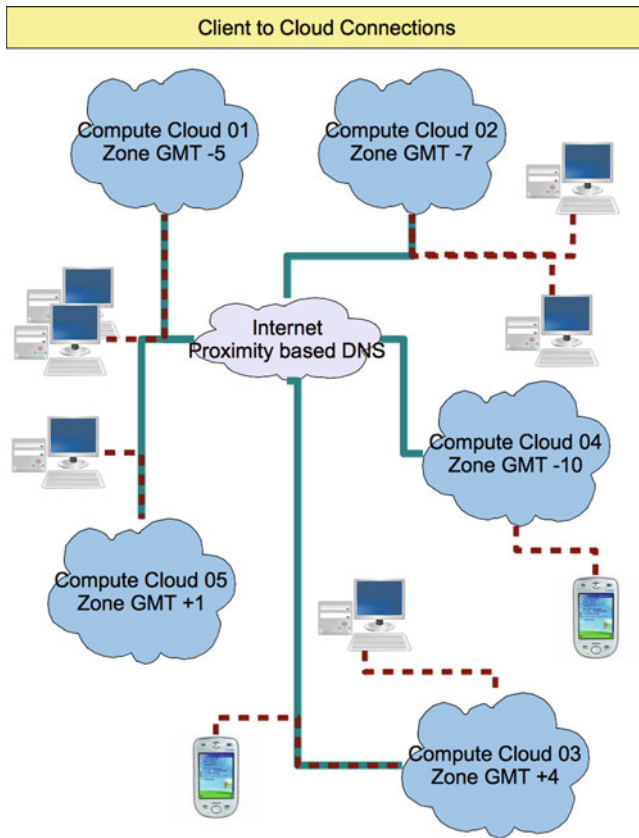 Client to Cloud Connections
Compute Cloud 01
Zone GMT -5
Compute Cloud 02
Zone GMT -7
Internet
Proximity based DNS
Compute Cloud 04
Zone GMT -10
Compute Cloud 05
Zone GMT +1
Compute Cloud 03
Zone GMT +4